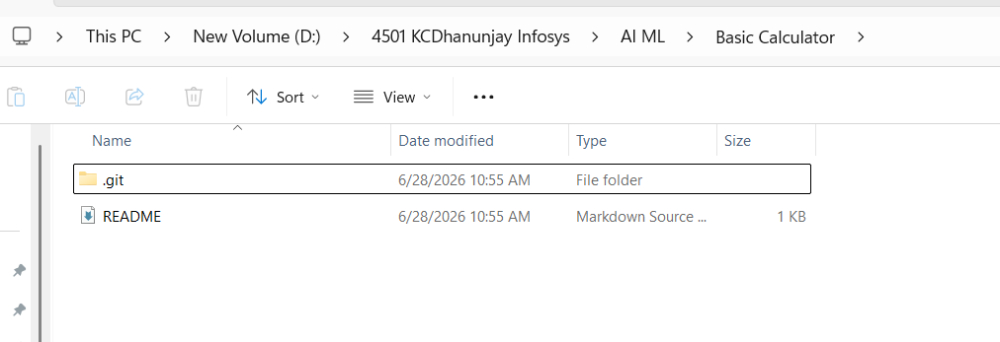 This PC > New Volume (D:) > 4501 KCDhanunjay Infosys > AI ML > Basic Calculator >
Sort View
Name Date modified Type Size
.git 6/28/2026 10:55 AM File folder
README 6/28/2026 10:55 AM Markdown Source ... 1 KB